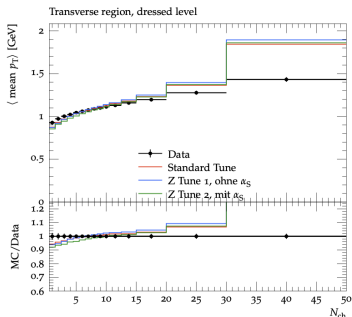 Transverse region, dressed level
⟨ mean pT⟩ [GeV]
2
1.5
1
0.5
0
Data
Standard Tune
Z Tune 1, ohne αS
Z Tune 2, mit αS
MC/Data
1.2
1.1
1.0
0.9
0.8
0.7
0.6
5 10 15 20 25 30 35 40 45 50
Nch